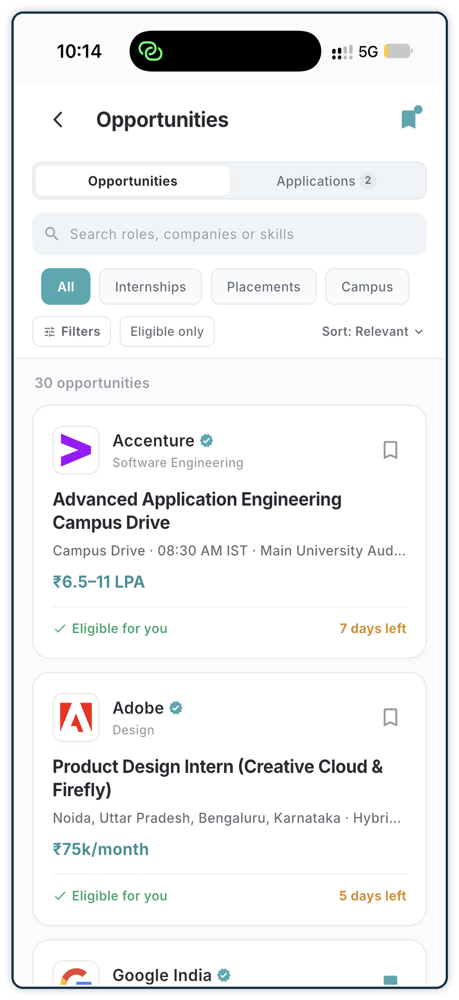 10:14
5G
Opportunities
Opportunities
Applications 2
Search roles, companies or skills
All
Internships
Placements
Campus
Filters
Eligible only
Sort: Relevant
30 opportunities
Accenture
Software Engineering
Advanced Application Engineering
Campus Drive
Campus Drive · 08:30 AM IST · Main University Aud...
₹6.5–11 LPA
Eligible for you
7 days left
Adobe
Design
Product Design Intern (Creative Cloud &
Firefly)
Noida, Uttar Pradesh, Bengaluru, Karnataka · Hybri...
₹75k/month
Eligible for you
5 days left
Google India